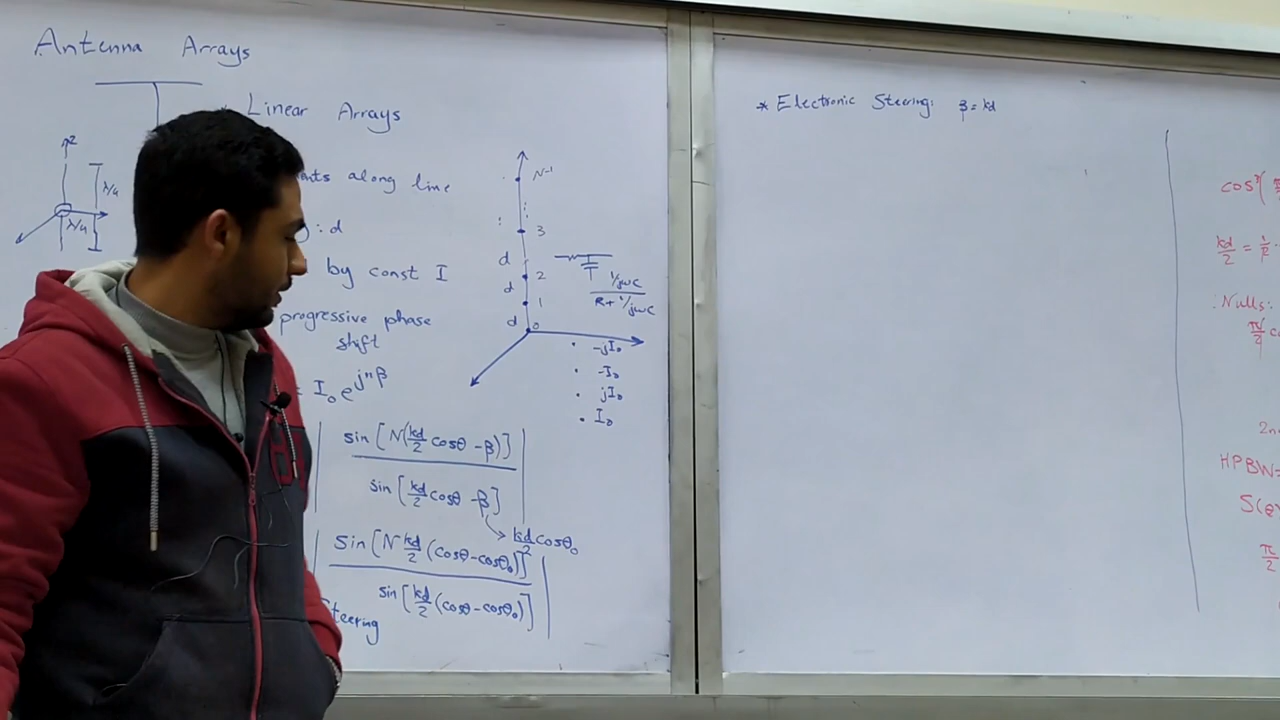 Antenna Arrays
Linear Arrays
along line
: d
by const I
progressive phase
shift
= I₀ e^{jnβ}
| sin[N(kd/2 cosθ - β)] / sin[kd/2 cosθ - β] |
→ kd/2 cosθ₀
| sin[N kd/2 (cosθ - cosθ₀)] / sin[kd/2 (cosθ - cosθ₀)] |
Steering
z
λ/4
λ/4
N-1
3
d
2
d
1
d
0
1/jωC / R + 1/jωC
-jI₀
-I₀
jI₀
I₀
* Electronic Steering: β = kd
cos²(
kd/2 =
: Nulls:
π/2 c
2n
HPBW=
S(θ
π/2